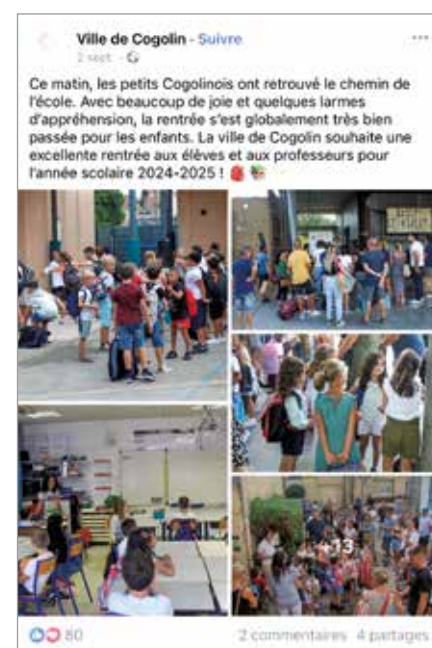 Ville de Cogolin - Suivre
2 sept. ·
Ce matin, les petits Cogolinois ont retrouvé le chemin de
l'école. Avec beaucoup de joie et quelques larmes
d'appréhension, la rentrée s'est globalement très bien
passée pour les enfants. La ville de Cogolin souhaite une
excellente rentrée aux élèves et aux professeurs pour
l'année scolaire 2024-2025 !
+13
80
2 commentaires 4 partages